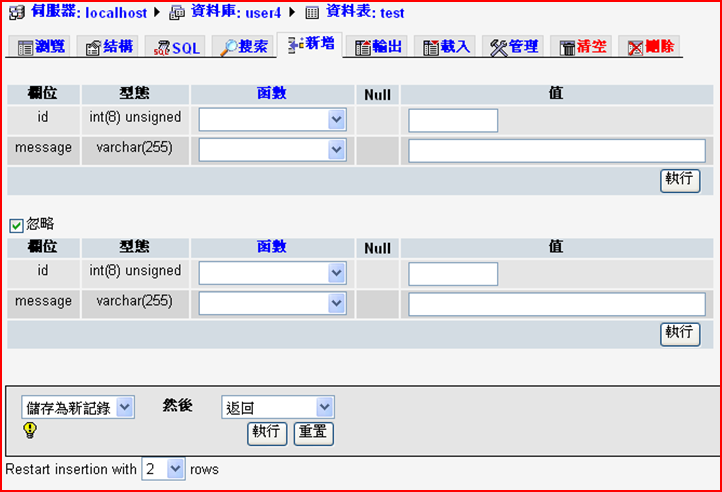 伺服器: localhost 資料庫: user4 資料表: test
瀏覽 結構 SQL 搜索 新增 輸出 載入 管理 清空 刪除
欄位 型態 函數 Null 值
id int(8) unsigned
message varchar(255)
執行
忽略
欄位 型態 函數 Null 值
id int(8) unsigned
message varchar(255)
執行
儲存為新記錄 然後 返回
執行 重置
Restart insertion with 2 rows